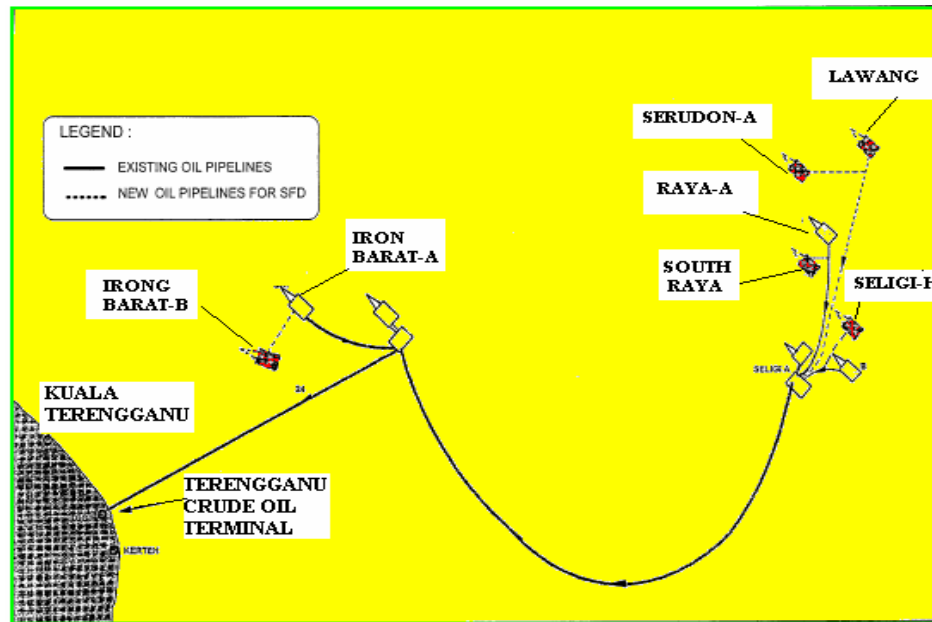 LAWANG
SERUDON-A
LEGEND :
EXISTING OIL PIPELINES
NEW OIL PIPELINES FOR SFD
RAYA-A
IRON
BARAT-A
SOUTH
RAYA
IRONG
BARAT-B
SELIGI-H
SELIGI A
B
24
KUALA
TERENGGANU
TERENGGANU
CRUDE OIL
TERMINAL
KERTEH